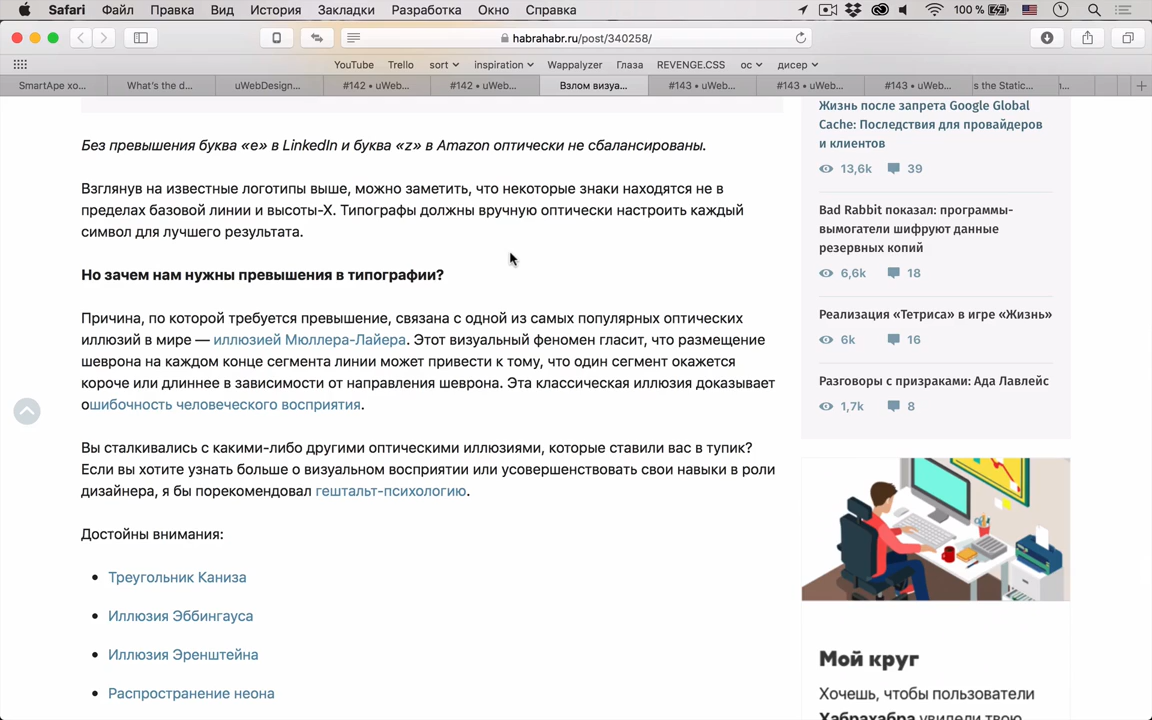 Safari Файл Правка Вид История Закладки Разработка Окно Справка 100 %
habrahabr.ru/post/340258/
YouTube Trello sort inspiration Wappalyzer Глаза REVENGE.CSS ос дисер
SmartApe хо... What's the d... uWebDesign... #142 • uWeb... #142 • uWeb... Взлом визуа... #143 • uWeb... #143 • uWeb... #143 • uWeb... s the Static...
Без превышения буква «е» в LinkedIn и буква «z» в Amazon оптически не сбалансированы.
Взглянув на известные логотипы выше, можно заметить, что некоторые знаки находятся не в
пределах базовой линии и высоты-X. Типографы должны вручную оптически настроить каждый
символ для лучшего результата.
Но зачем нам нужны превышения в типографии?
Причина, по которой требуется превышение, связана с одной из самых популярных оптических
иллюзий в мире — иллюзией Мюллера-Лайера. Этот визуальный феномен гласит, что размещение
шеврона на каждом конце сегмента линии может привести к тому, что один сегмент окажется
короче или длиннее в зависимости от направления шеврона. Эта классическая иллюзия доказывает
ошибочность человеческого восприятия.
Вы сталкивались с какими-либо другими оптическими иллюзиями, которые ставили вас в тупик?
Если вы хотите узнать больше о визуальном восприятии или усовершенствовать свои навыки в роли
дизайнера, я бы порекомендовал гештальт-психологию.
Достойны внимания:
Треугольник Каниза
Иллюзия Эббингауса
Иллюзия Эренштейна
Распространение неона
Жизнь после запрета Google Global
Cache: Последствия для провайдеров
и клиентов
13,6k 39
Bad Rabbit показал: программы-
вымогатели шифруют данные
резервных копий
6,6k 18
Реализация «Тетриса» в игре «Жизнь»
6k 16
Разговоры с призраками: Ада Лавлейс
1,7k 8
Мой круг
Хочешь, чтобы пользователи
Хабрахабра увидели твою